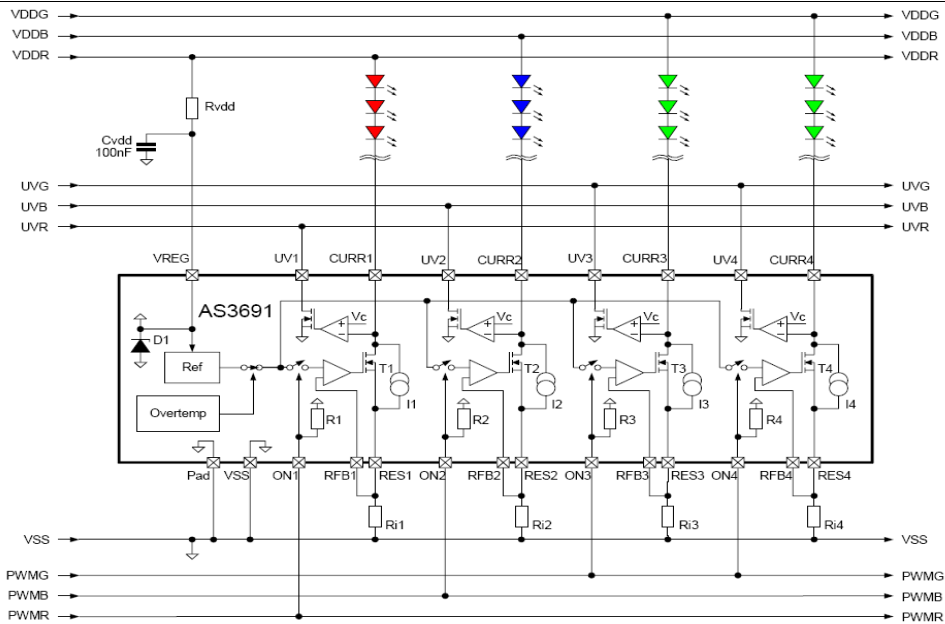 VDDG VDDG
VDDB VDDB
VDDR VDDR
Rvdd
Cvdd
100nF
UVG UVG
UVB UVB
UVR UVR
VREG UV1 CURR1 UV2 CURR2 UV3 CURR3 UV4 CURR4
AS3691
Vc Vc Vc Vc
D1
Ref
T1 T2 T3 T4
I1 I2 I3 I4
Overtemp
R1 R2 R3 R4
Pad VSS ON1 RFB1 RES1 ON2 RFB2 RES2 ON3 RFB3 RES3 ON4 RFB4 RES4
Ri1 Ri2 Ri3 Ri4
VSS VSS
PWMG PWMG
PWMB PWMB
PWMR PWMR